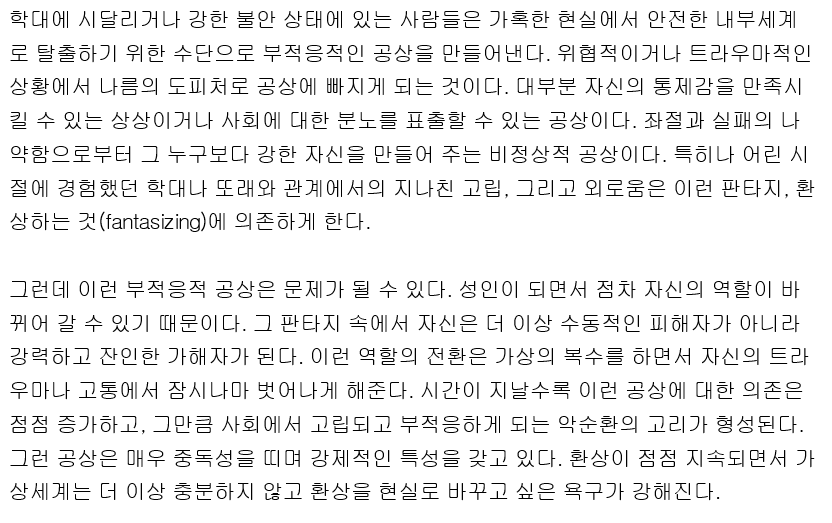 학대에 시달리거나 강한 불안 상태에 있는 사람들은 가혹한 현실에서 안전한 내부세계
로 탈출하기 위한 수단으로 부적응적인 공상을 만들어낸다. 위협적이거나 트라우마적인
상황에서 나름의 도피처로 공상에 빠지게 되는 것이다. 대부분 자신의 통제감을 만족시
킬 수 있는 상상이거나 사회에 대한 분노를 표출할 수 있는 공상이다. 좌절과 실패의 나
약함으로부터 그 누구보다 강한 자신을 만들어 주는 비정상적 공상이다. 특히나 어린 시
절에 경험했던 학대나 또래와 관계에서의 지나친 고립, 그리고 외로움은 이런 판타지, 환
상하는 것(fantasizing)에 의존하게 한다.
그런데 이런 부적응적 공상은 문제가 될 수 있다. 성인이 되면서 점차 자신의 역할이 바
뀌어 갈 수 있기 때문이다. 그 판타지 속에서 자신은 더 이상 수동적인 피해자가 아니라
강력하고 잔인한 가해자가 된다. 이런 역할의 전환은 가상의 복수를 하면서 자신의 트라
우마나 고통에서 잠시나마 벗어나게 해준다. 시간이 지날수록 이런 공상에 대한 의존은
점점 증가하고, 그만큼 사회에서 고립되고 부적응하게 되는 악순환의 고리가 형성된다.
그런 공상은 매우 중독성을 띠며 강제적인 특성을 갖고 있다. 환상이 점점 지속되면서 가
상세계는 더 이상 충분하지 않고 환상을 현실로 바꾸고 싶은 욕구가 강해진다.